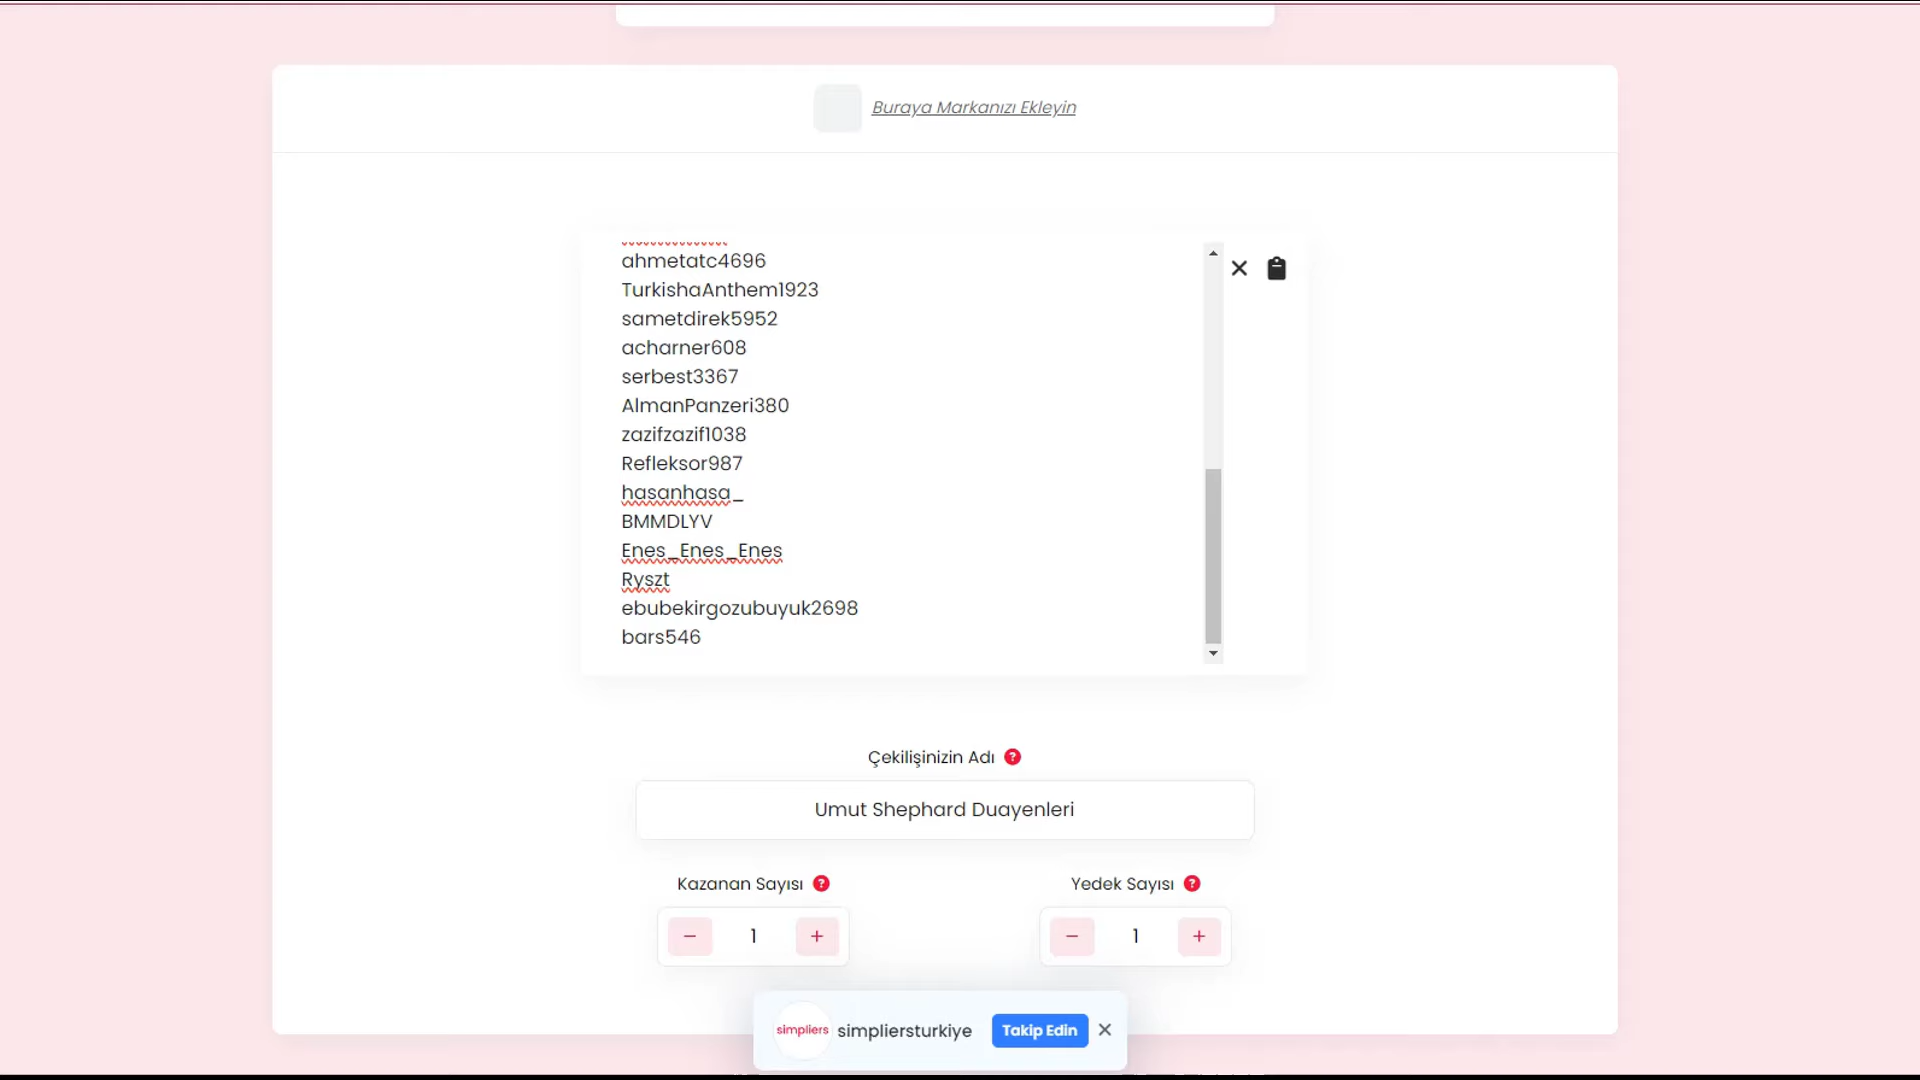 Buraya Markanızı Ekleyin
ahmetatc4696
TurkishaAnthem1923
sametdirek5952
acharner608
serbest3367
AlmanPanzeri380
zazifzazif1038
Refleksor987
hasanhasa_
BMMDLYV
Enes_Enes_Enes
Ryszt
ebubekirgozubuyuk2698
bars546
Çekilişinizin Adı ?
Umut Shephard Duayenleri
Kazanan Sayısı ? Yedek Sayısı ?
− 1 + − 1 +
simpliers simpliersturkiye Takip Edin ×